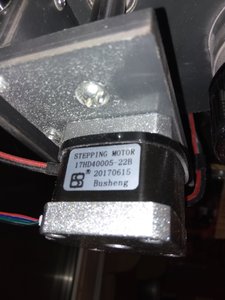 STEPPING MOTOR
17HD40005-22B
® 20170615
Busheng